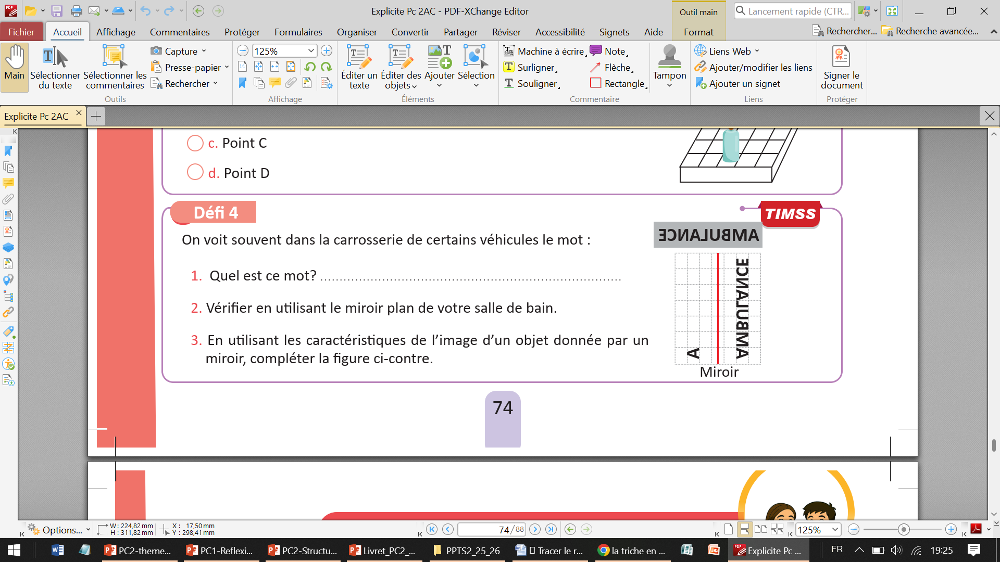 Explicite Pc 2AC - PDF-XChange Editor
Outil main
Lancement rapide (CTR...
Fichier
Accueil
Affichage
Commentaires
Protéger
Formulaires
Organiser
Convertir
Partager
Réviser
Accessibilité
Signets
Aide
Format
Rechercher...
Recherche avancée...
Main
Sélectionner du texte
Sélectionner les commentaires
Capture
Presse-papier
Rechercher
Outils
125%
Affichage
Éditer un texte
Éditer des objets
Ajouter
Sélection
Éléments
Machine à écrire
Surligner
Souligner
Note
Flèche
Rectangle
Commentaire
Tampon
Liens Web
Ajouter/modifier les liens
Ajouter un signet
Liens
Signer le document
Protéger
Explicite Pc 2AC
c. Point C
d. Point D
Défi 4
TIMSS
On voit souvent dans la carrosserie de certains véhicules le mot :
AMBULANCE
1. Quel est ce mot? ......................................................................
2. Vérifier en utilisant le miroir plan de votre salle de bain.
3. En utilisant les caractéristiques de l’image d’un objet donnée par un
miroir, compléter la figure ci-contre.
AMBULANCE
A
Miroir
74
Options...
W : 224,82 mm
H : 311,82 mm
X : 17,50 mm
Y : 298,41 mm
74 / 88
125%
PC2-theme...
PC1-Reflexi...
PC2-Structu...
Livret_PC2_...
PPTS2_25_26
Tracer le r...
la triche en ...
Explicite Pc ...
FR
19:25